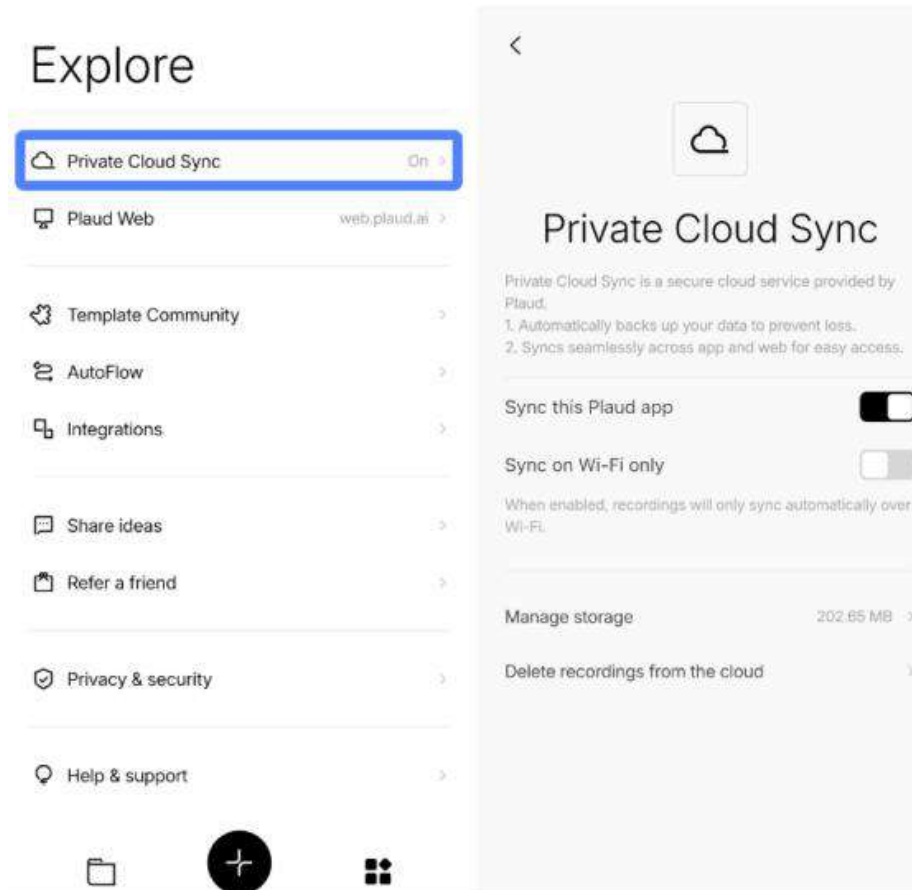 Explore
Private Cloud Sync On
Plaud Web web.plaud.ai
Template Community
AutoFlow
Integrations
Share ideas
Refer a friend
Privacy & security
Help & support
Private Cloud Sync
Private Cloud Sync is a secure cloud service provided by
Plaud.
1. Automatically backs up your data to prevent loss.
2. Syncs seamlessly across app and web for easy access.
Sync this Plaud app
Sync on Wi-Fi only
When enabled, recordings will only sync automatically over
Wi-Fi.
Manage storage 202.65 MB
Delete recordings from the cloud